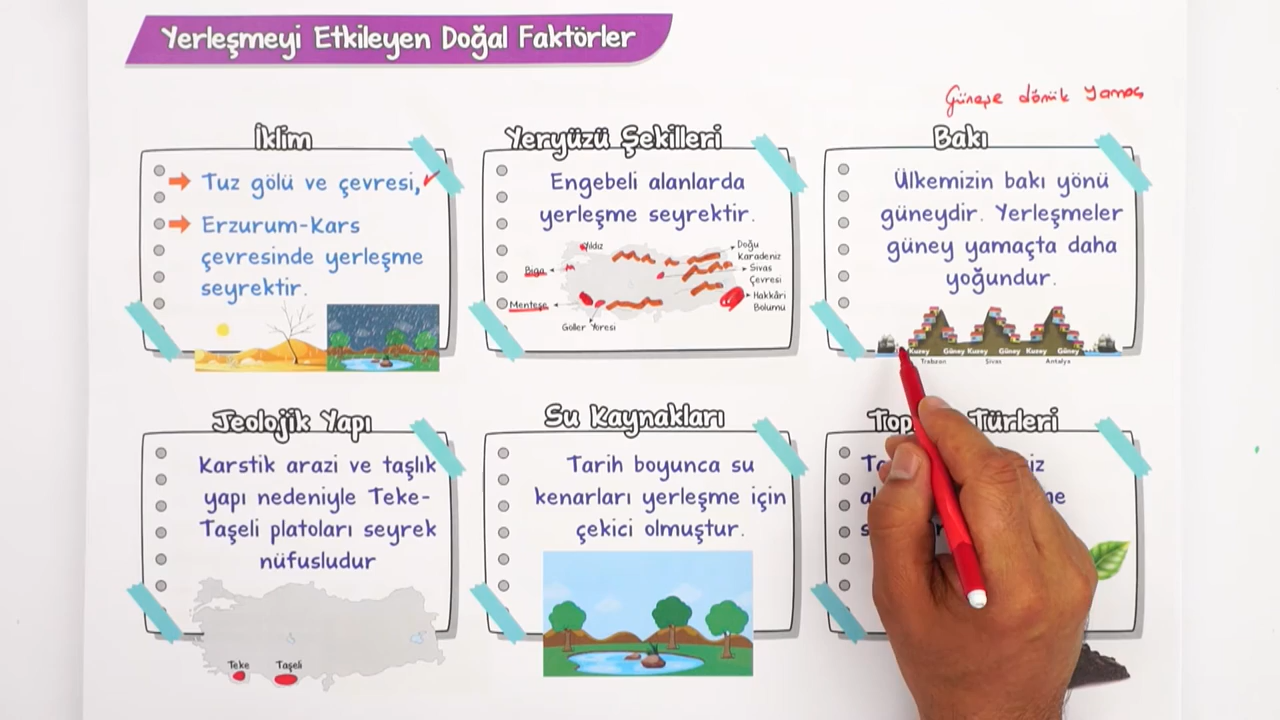 Yerleşmeyi Etkileyen Doğal Faktörler
Güneşe dönük Yamaç
İklim
Tuz gölü ve çevresi,
Erzurum-Kars
çevresinde yerleşme
seyrektir.
Yeryüzü Şekilleri
Engebeli alanlarda
yerleşme seyrektir.
Yıldız
Biga
Menteşe
Göller Yöresi
Doğu
Karadeniz
Sivas
Çevresi
Hakkâri
Bölümü
Bakı
Ülkemizin bakı yönü
güneydir. Yerleşmeler
güney yamaçta daha
yoğundur.
Kuzey Güney Kuzey Güney Kuzey Güney
Trabzon Sivas Antalya
Jeolojik Yapı
Karstik arazi ve taşlık
yapı nedeniyle Teke-
Taşeli platoları seyrek
nüfusludur
Teke Taşeli
Su Kaynakları
Tarih boyunca su
kenarları yerleşme için
çekici olmuştur.
Türleri